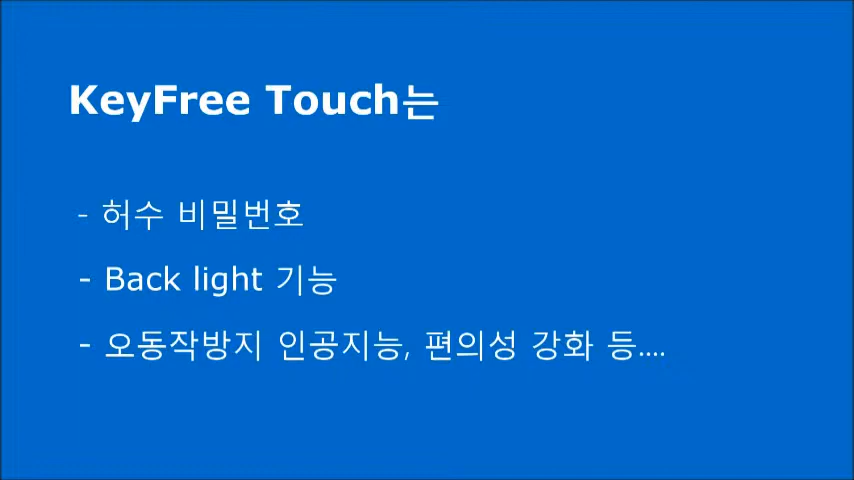 KeyFree Touch는
- 허수 비밀번호
- Back light 기능
- 오동작방지 인공지능, 편의성 강화 등....